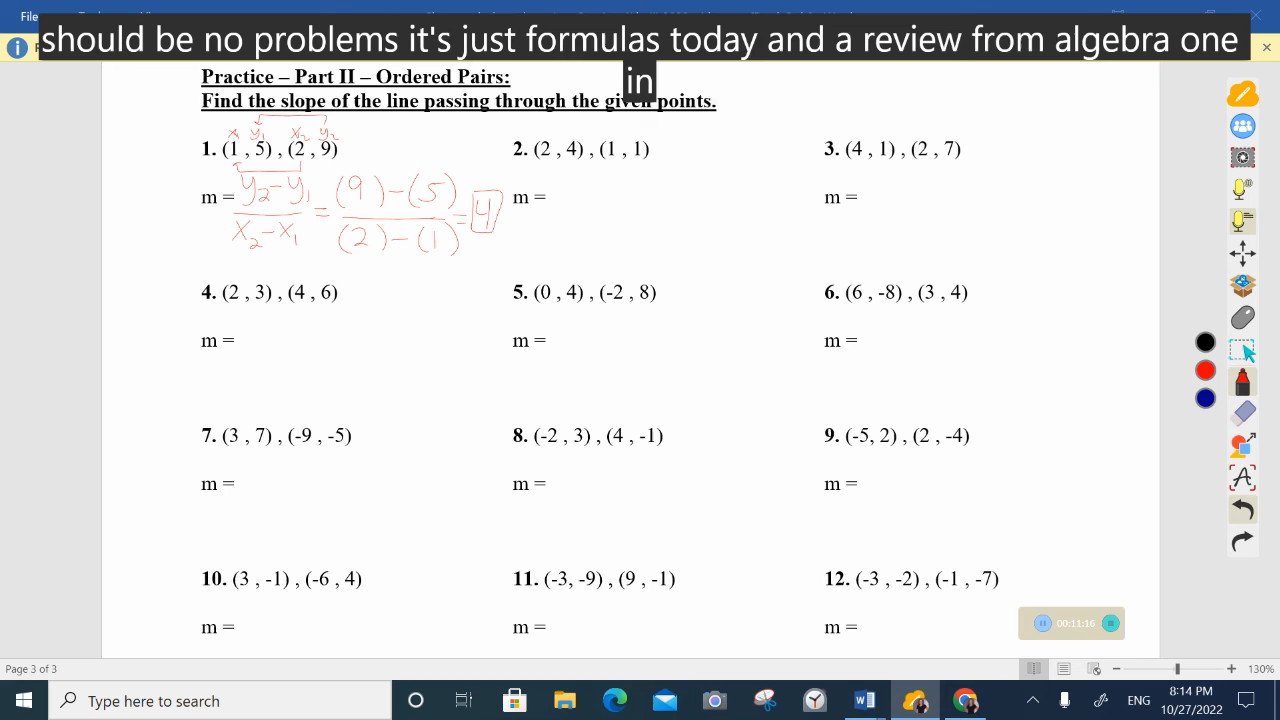 File
should be no problems it's just formulas today and a review from algebra one
in
Practice – Part II – Ordered Pairs:
Find the slope of the line passing through the given points.
x₁ y₁ x₂ y₂
1. (1 , 5) , (2 , 9)
m = y₂-y₁ / x₂-x₁ = (9)-(5) / (2)-(1) = 4
2. (2 , 4) , (1 , 1)
m =
3. (4 , 1) , (2 , 7)
m =
4. (2 , 3) , (4 , 6)
m =
5. (0 , 4) , (-2 , 8)
m =
6. (6 , -8) , (3 , 4)
m =
7. (3 , 7) , (-9 , -5)
m =
8. (-2 , 3) , (4 , -1)
m =
9. (-5, 2) , (2 , -4)
m =
10. (3 , -1) , (-6 , 4)
m =
11. (-3, -9) , (9 , -1)
m =
12. (-3 , -2) , (-1 , -7)
m =
00:11:16
Page 3 of 3
130%
Type here to search
ENG
8:14 PM
10/27/2022